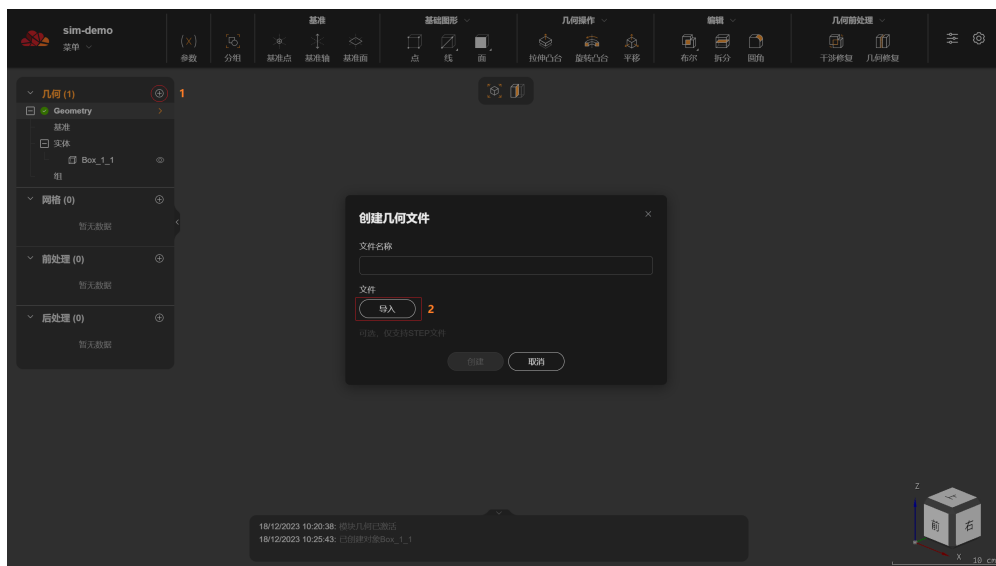 sim-demo
菜单
基准
基础图形
几何操作
编辑
几何前处理
(×)
参数
分组
基准点
基准轴
基准面
点
线
面
拉伸凸台
旋转凸台
平移
布尔
拆分
圆角
干涉修复
几何修复
几何 (1)
1
Geometry
基准
实体
Box_1_1
组
网格 (0)
暂无数据
前处理 (0)
暂无数据
后处理 (0)
暂无数据
创建几何文件
文件名称
文件
导入
2
可选，仅支持STEP文件
创建
取消
18/12/2023 10:20:38: 模块几何已激活
18/12/2023 10:25:43: 已创建对象Box_1_1
Z
上
前
右
X
10 cm